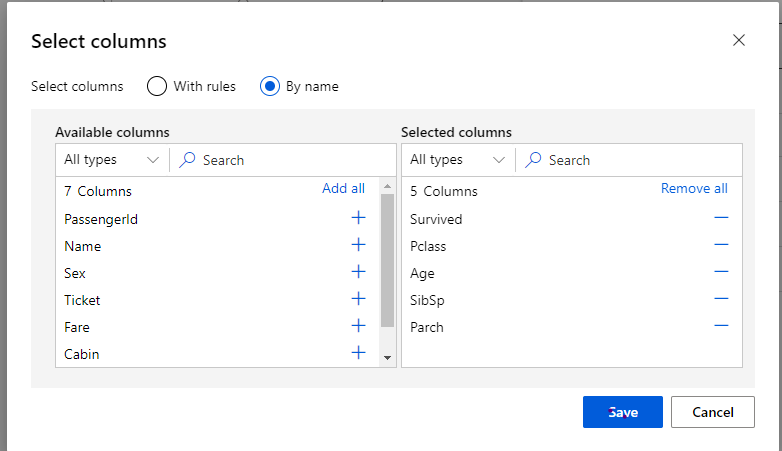 Select columns
Select columns With rules By name
Available columns
All types Search
7 Columns Add all
PassengerId
Name
Sex
Ticket
Fare
Cabin
Selected columns
All types Search
5 Columns Remove all
Survived
Pclass
Age
SibSp
Parch
Save Cancel